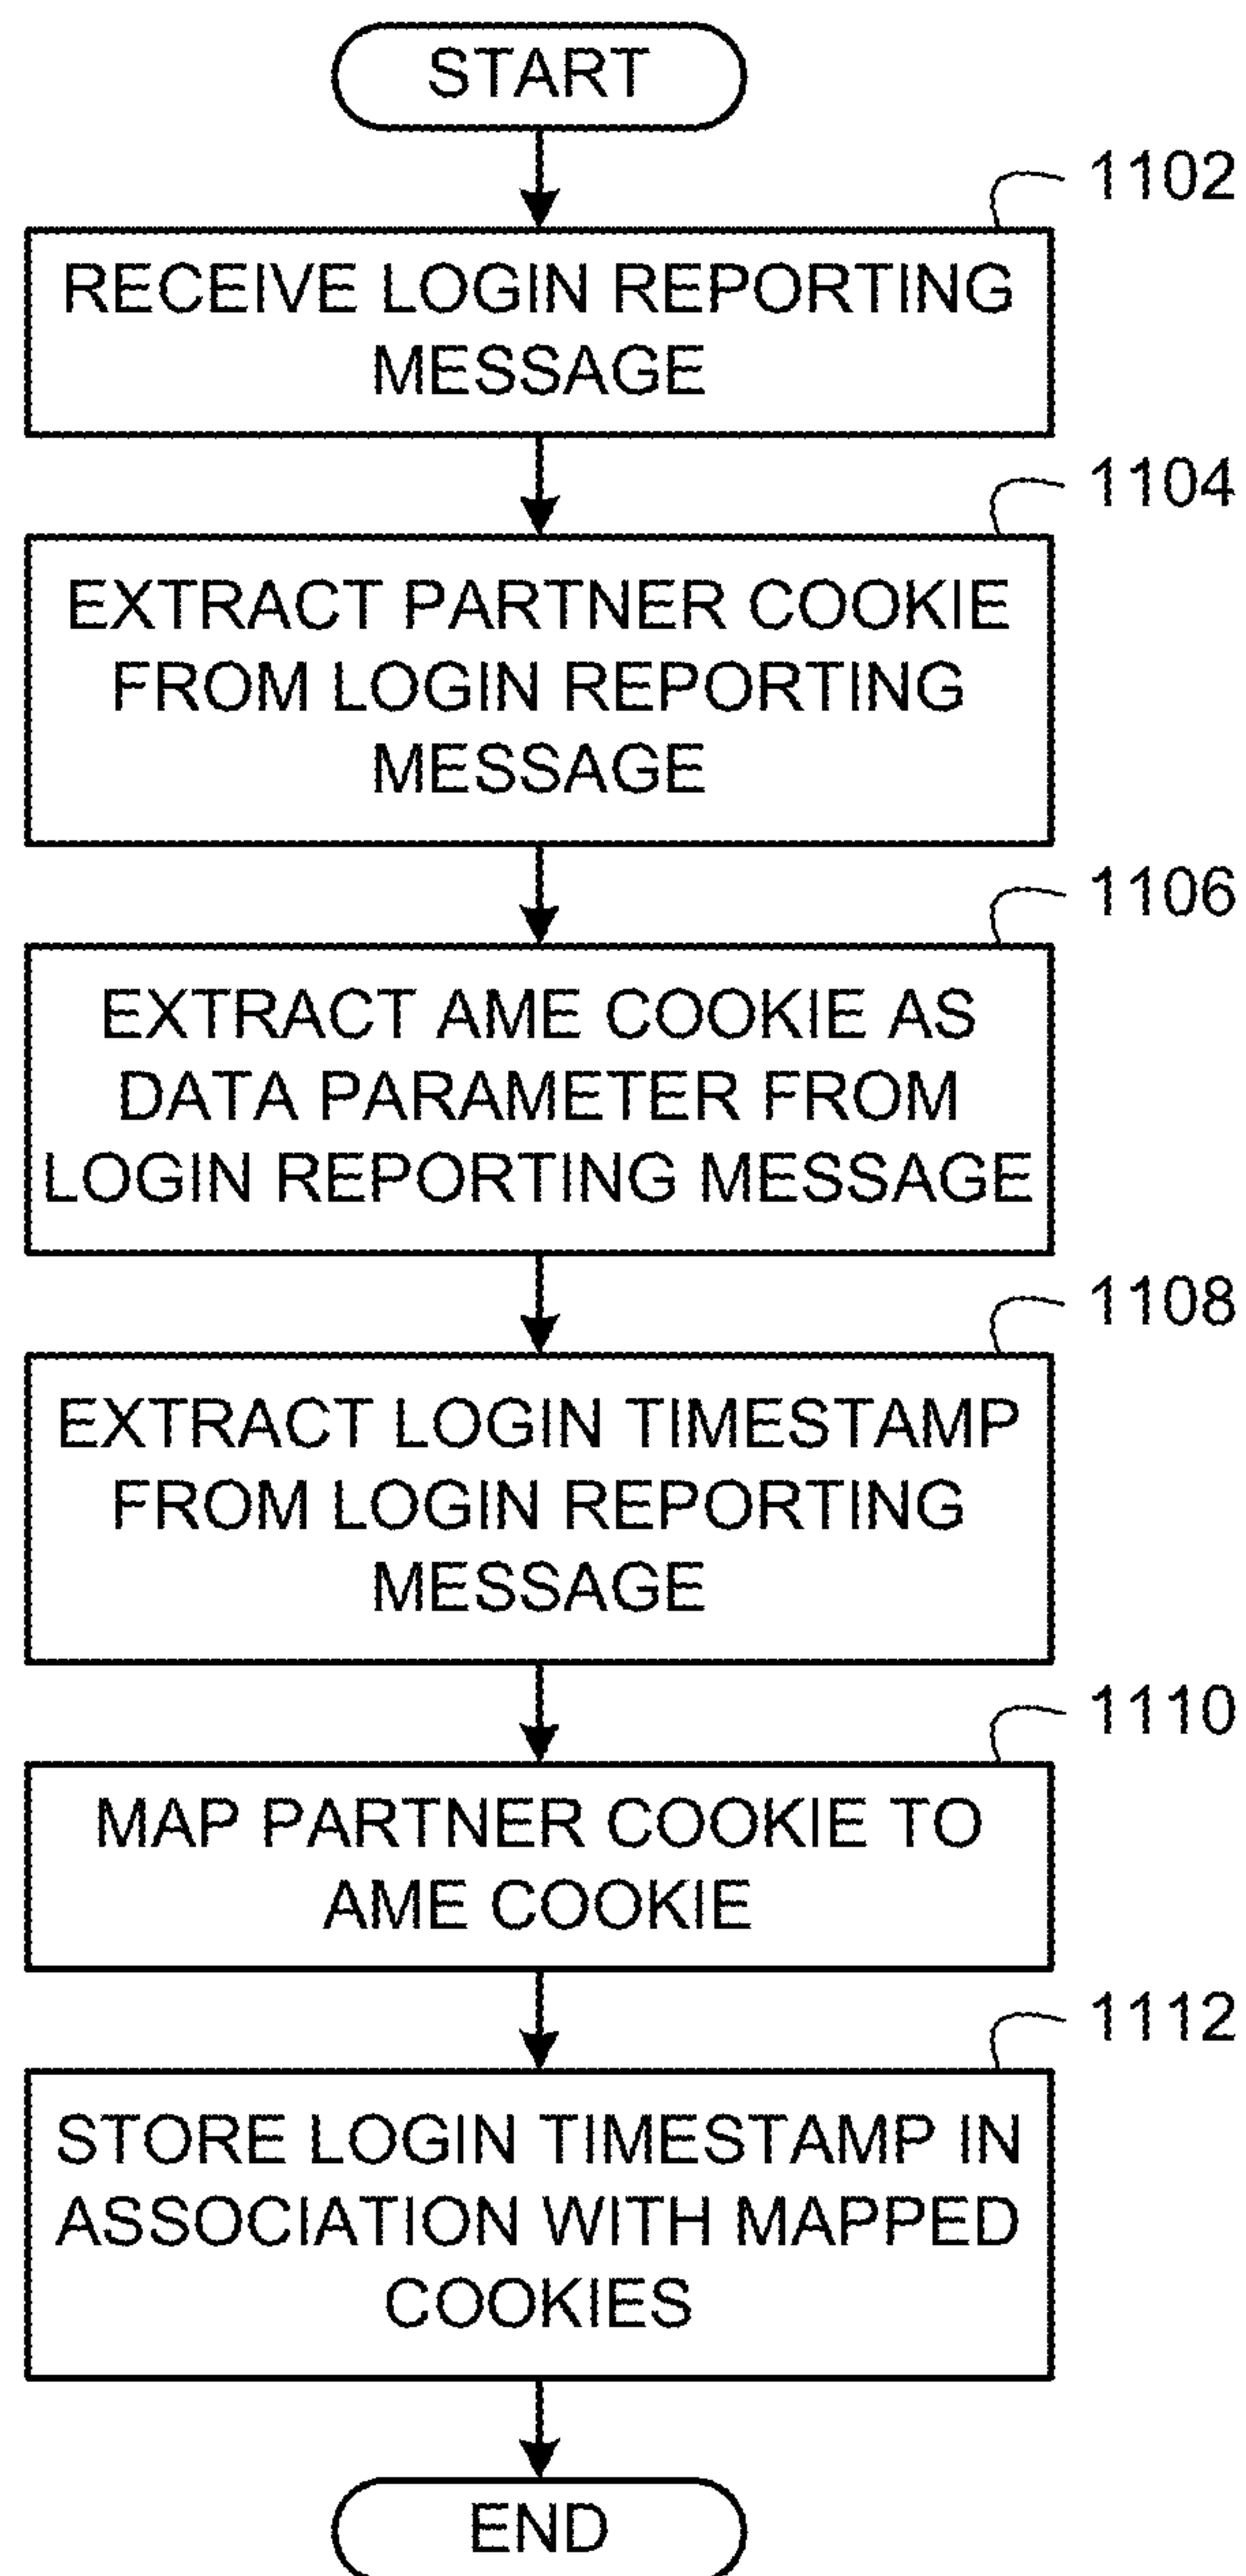 START
1102
RECEIVE LOGIN REPORTING
MESSAGE
1104
EXTRACT PARTNER COOKIE
FROM LOGIN REPORTING
MESSAGE
1106
EXTRACT AME COOKIE AS
DATA PARAMETER FROM
LOGIN REPORTING MESSAGE
1108
EXTRACT LOGIN TIMESTAMP
FROM LOGIN REPORTING
MESSAGE
1110
MAP PARTNER COOKIE TO
AME COOKIE
1112
STORE LOGIN TIMESTAMP IN
ASSOCIATION WITH MAPPED
COOKIES
END